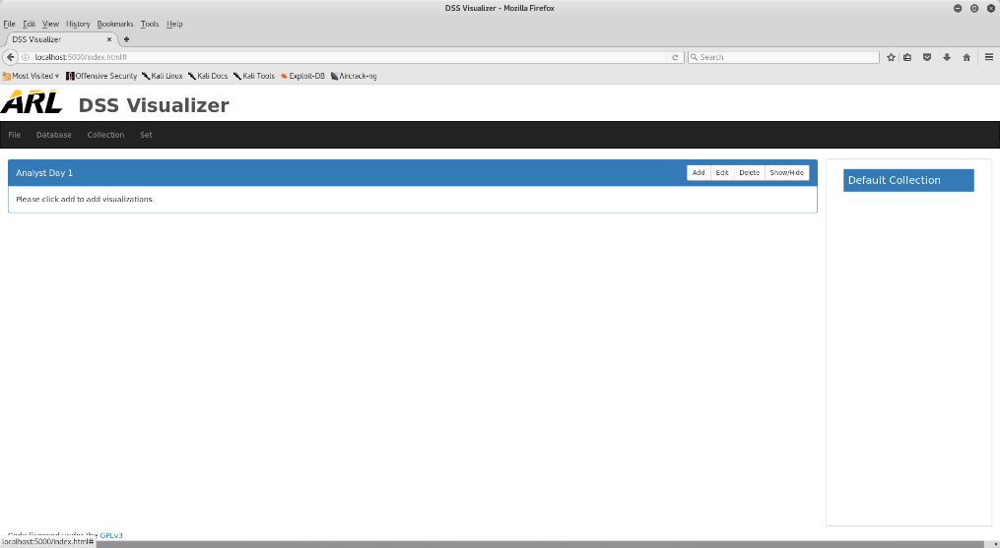 DSS Visualizer - Mozilla Firefox
File Edit View History Bookmarks Tools Help
DSS Visualizer
localhost:5000/index.html#
Search
Most Visited
Offensive Security
Kali Linux
Kali Docs
Kali Tools
Exploit-DB
Aircrack-ng
ARL DSS Visualizer
File Database Collection Set
Analyst Day 1
Add Edit Delete Show/Hide
Default Collection
Please click add to add visualizations.
Code licensed under the GPLv3
localhost:5000/index.html#